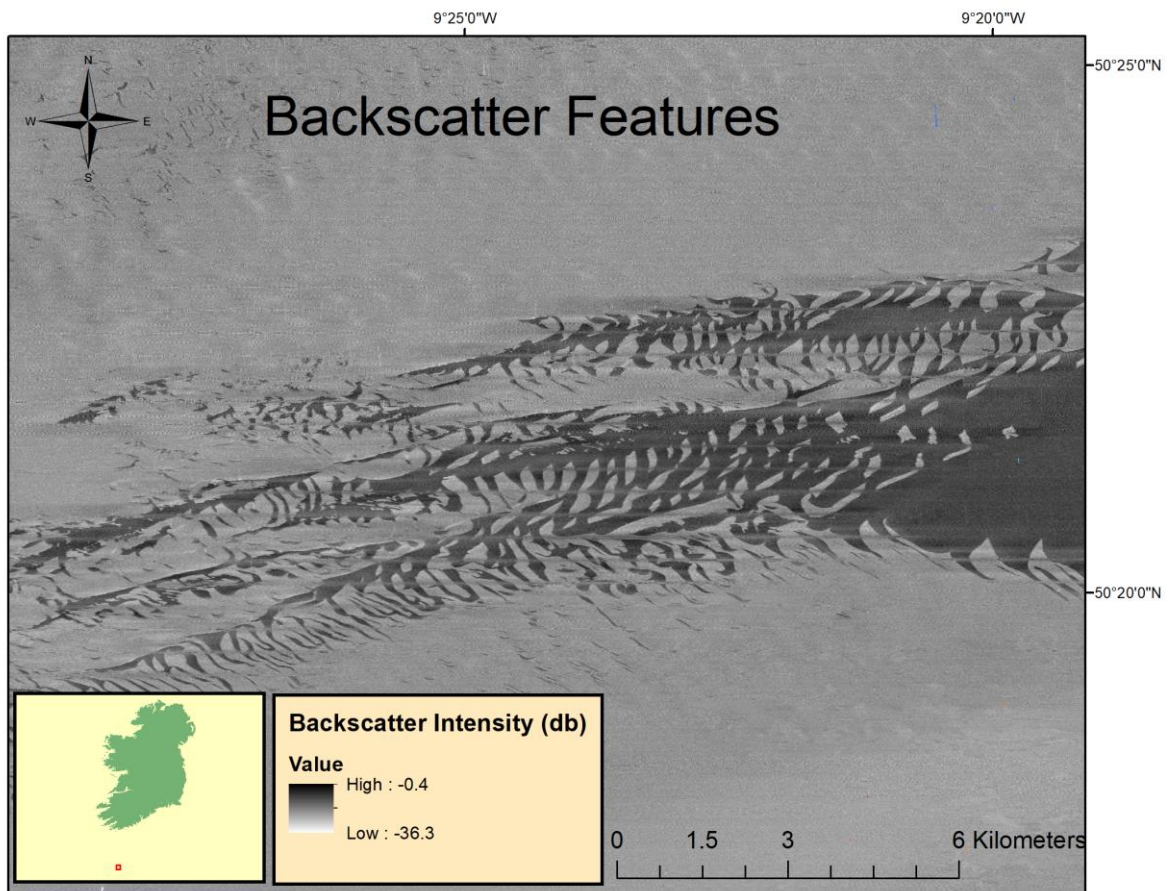 9°25'0"W
9°20'0"W
50°25'0"N
N
W
E
S
Backscatter Features
50°20'0"N
Backscatter Intensity (db)
Value
High : -0.4
Low : -36.3
0 1.5 3 6 Kilometers